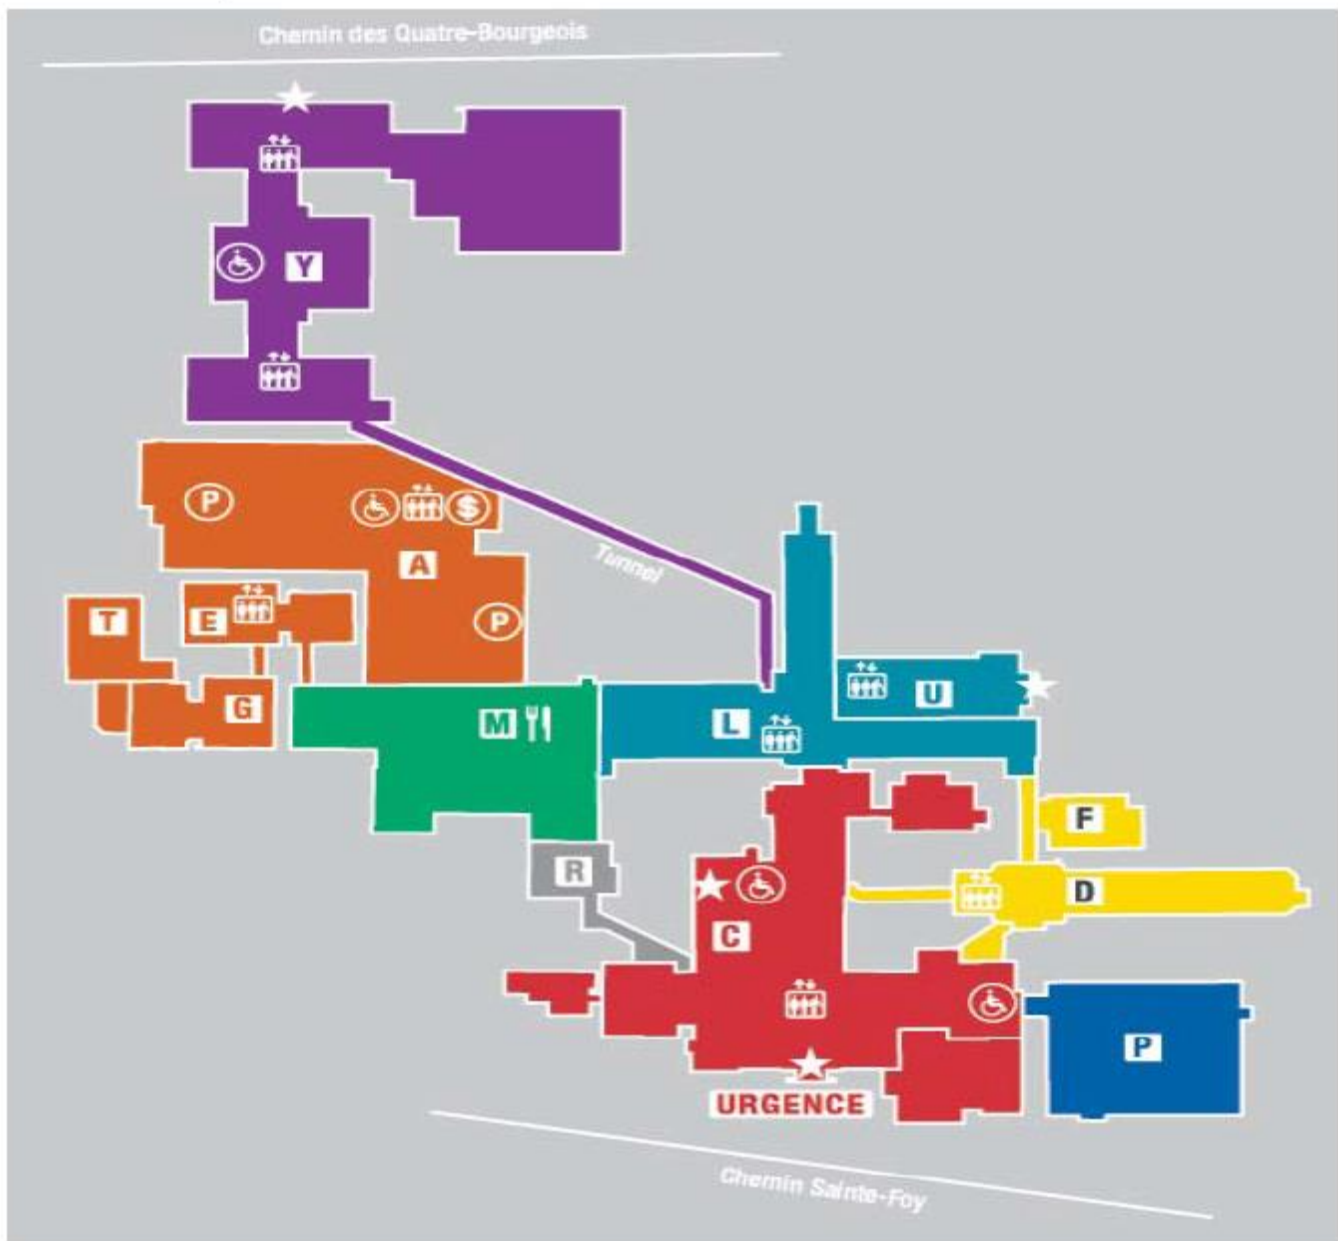 Chemin des Quatre-Bourgeois
Y
P
$
A
Tunnel
T
E
P
G
M
L
U
F
R
D
C
P
URGENCE
Chemin Sainte-Foy